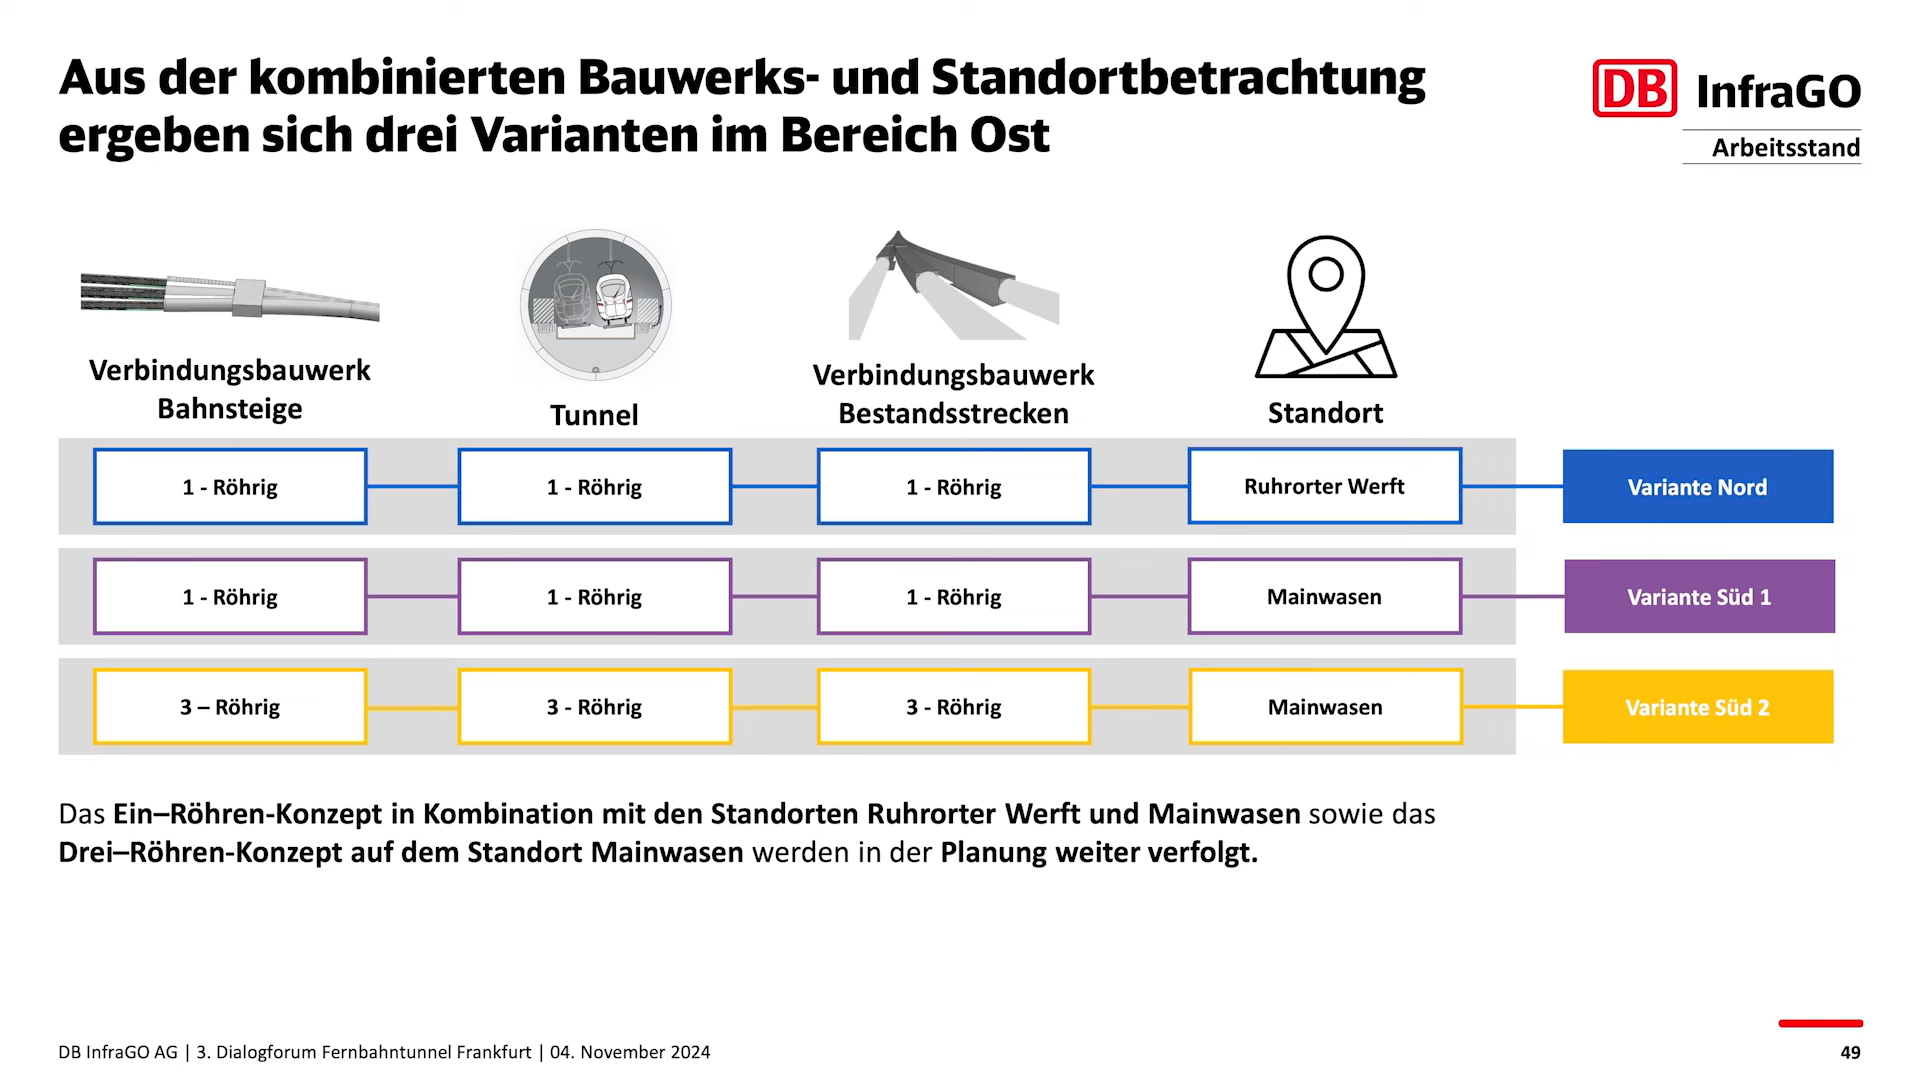 Aus der kombinierten Bauwerks- und Standortbetrachtung
ergeben sich drei Varianten im Bereich Ost
DB InfraGO
Arbeitsstand
Verbindungsbauwerk
Bahnsteige
Tunnel
Verbindungsbauwerk
Bestandsstrecken
Standort
1 - Röhrig
1 - Röhrig
1 - Röhrig
Ruhrorter Werft
Variante Nord
1 - Röhrig
1 - Röhrig
1 - Röhrig
Mainwasen
Variante Süd 1
3 – Röhrig
3 - Röhrig
3 - Röhrig
Mainwasen
Variante Süd 2
Das Ein–Röhren-Konzept in Kombination mit den Standorten Ruhrorter Werft und Mainwasen sowie das
Drei–Röhren-Konzept auf dem Standort Mainwasen werden in der Planung weiter verfolgt.
DB InfraGO AG | 3. Dialogforum Fernbahntunnel Frankfurt | 04. November 2024
49